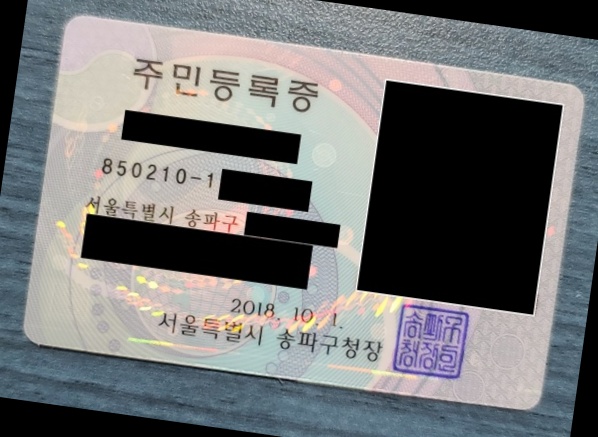 주민등록증
850210-1
서울특별시 송파구
2018. 10. 1.
서울특별시 송파구청장